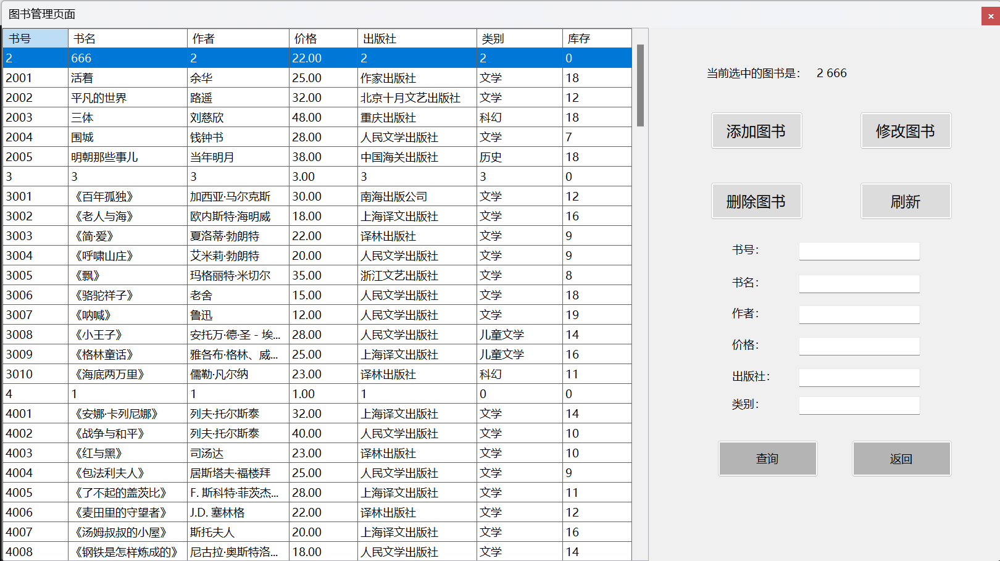 图书管理页面
×
书号 书名 作者 价格 出版社 类别 库存
2 666 2 22.00 2 2 0
2001 活着 余华 25.00 作家出版社 文学 18
2002 平凡的世界 路遥 32.00 北京十月文艺出版社 文学 12
2003 三体 刘慈欣 48.00 重庆出版社 科幻 18
2004 围城 钱钟书 28.00 人民文学出版社 文学 7
2005 明朝那些事儿 当年明月 38.00 中国海关出版社 历史 18
3 3 3 3.00 3 3 0
3001 《百年孤独》 加西亚·马尔克斯 30.00 南海出版公司 文学 12
3002 《老人与海》 欧内斯特·海明威 18.00 上海译文出版社 文学 16
3003 《简·爱》 夏洛蒂·勃朗特 22.00 译林出版社 文学 9
3004 《呼啸山庄》 艾米莉·勃朗特 20.00 人民文学出版社 文学 9
3005 《飘》 玛格丽特·米切尔 35.00 浙江文艺出版社 文学 8
3006 《骆驼祥子》 老舍 15.00 人民文学出版社 文学 18
3007 《呐喊》 鲁迅 12.00 人民文学出版社 文学 19
3008 《小王子》 安托万·德·圣 - 埃... 28.00 人民文学出版社 儿童文学 14
3009 《格林童话》 雅各布·格林、威... 25.00 上海译文出版社 儿童文学 16
3010 《海底两万里》 儒勒·凡尔纳 23.00 译林出版社 科幻 11
4 1 1 1.00 1 0 0
4001 《安娜·卡列尼娜》 列夫·托尔斯泰 32.00 上海译文出版社 文学 14
4002 《战争与和平》 列夫·托尔斯泰 40.00 人民文学出版社 文学 10
4003 《红与黑》 司汤达 23.00 译林出版社 文学 10
4004 《包法利夫人》 居斯塔夫·福楼拜 25.00 人民文学出版社 文学 9
4005 《了不起的盖茨比》 F. 斯科特·菲茨杰... 28.00 上海译文出版社 文学 11
4006 《麦田里的守望者》 J.D. 塞林格 22.00 译林出版社 文学 12
4007 《汤姆叔叔的小屋》 斯托夫人 20.00 上海译文出版社 文学 16
4008 《钢铁是怎样炼成的》 尼古拉·奥斯特洛... 18.00 人民文学出版社 文学 14
当前选中的图书是： 2 666
添加图书 修改图书
删除图书 刷新
书号：
书名：
作者：
价格：
出版社：
类别：
查询 返回